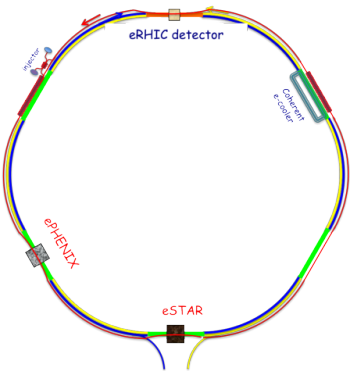 eRHIC detector
injector
Coherent
e-cooler
ePHENIX
eSTAR